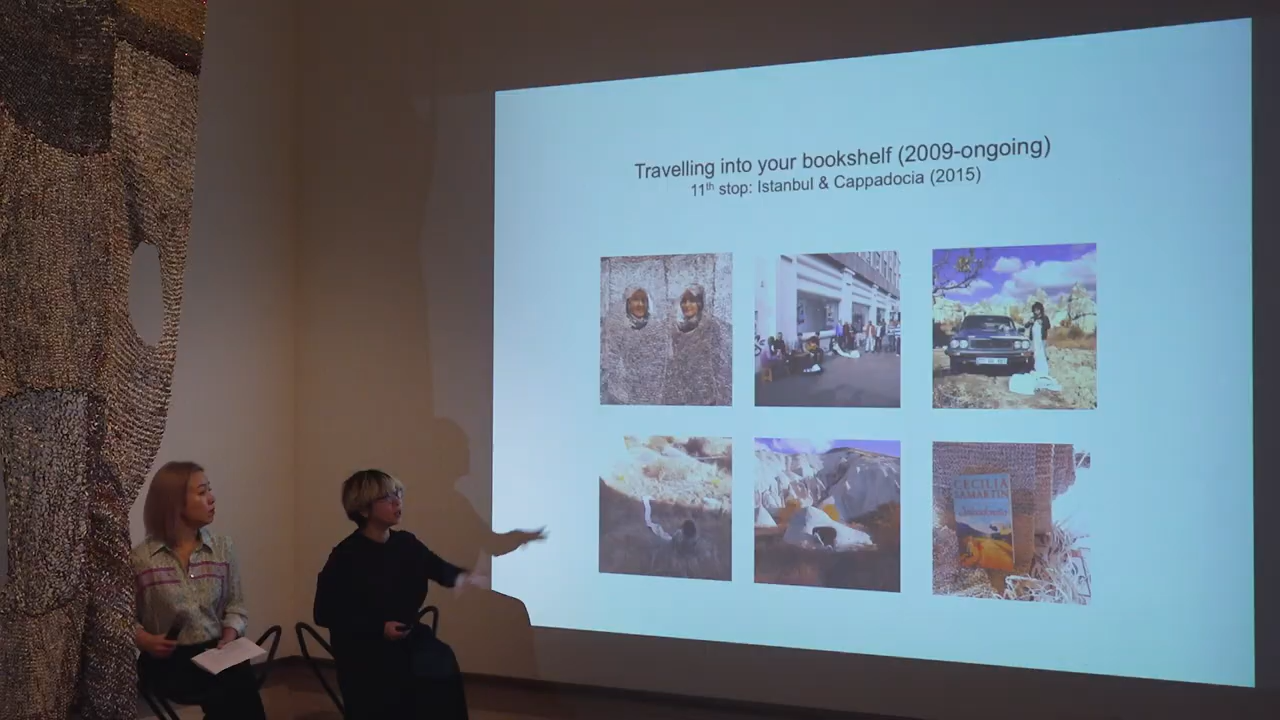 Travelling into your bookshelf (2009-ongoing)
11th stop: Istanbul & Cappadocia (2015)
CECILIA
SAMARTIN